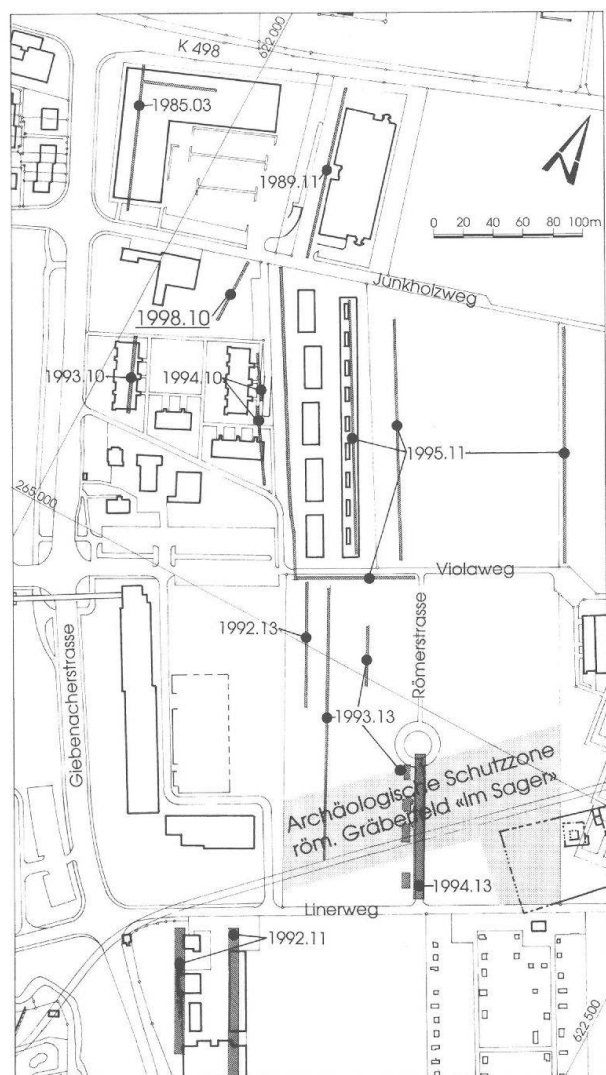 K 498
622.000
1985.03
1989.11
0 20 40 60 80 100m
Junkholzweg
1998.10
1993.10
1994.10
1995.11
265.000
Violaweg
1992.13
Römerstrasse
Giebenacherstrasse
1993.13
Archäologische Schutzzone
röm. Gräberfeld «Im Sager»
1994.13
Linerweg
1992.11
622.500